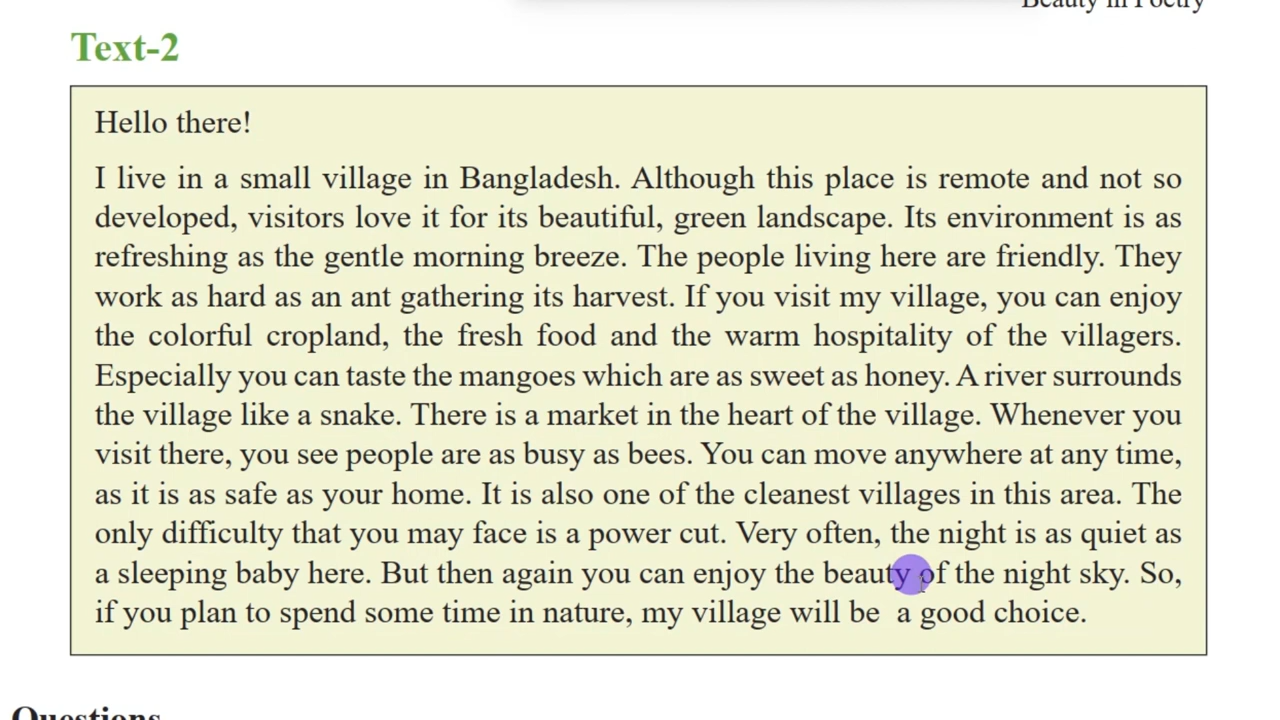 Beauty in Poetry
Text-2
Hello there!
I live in a small village in Bangladesh. Although this place is remote and not so
developed, visitors love it for its beautiful, green landscape. Its environment is as
refreshing as the gentle morning breeze. The people living here are friendly. They
work as hard as an ant gathering its harvest. If you visit my village, you can enjoy
the colorful cropland, the fresh food and the warm hospitality of the villagers.
Especially you can taste the mangoes which are as sweet as honey. A river surrounds
the village like a snake. There is a market in the heart of the village. Whenever you
visit there, you see people are as busy as bees. You can move anywhere at any time,
as it is as safe as your home. It is also one of the cleanest villages in this area. The
only difficulty that you may face is a power cut. Very often, the night is as quiet as
a sleeping baby here. But then again you can enjoy the beauty of the night sky. So,
if you plan to spend some time in nature, my village will be a good choice.
Questions